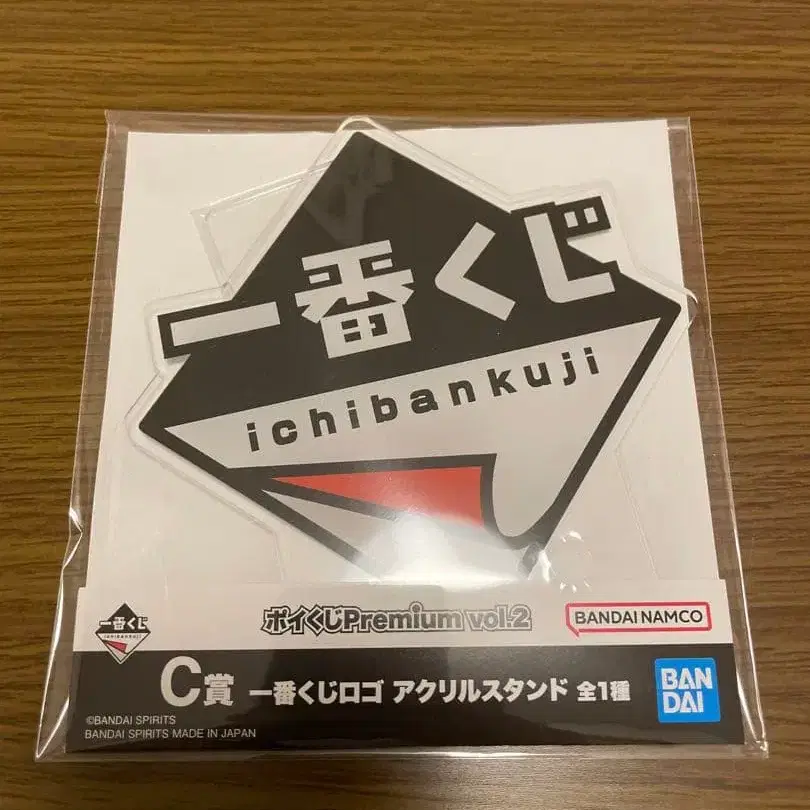 一番くじ
ichibankuji
一番くじ
ichibankuji
ポイくじPremium vol.2
BANDAI NAMCO
C賞 一番くじロゴ アクリルスタンド 全1種
BAN
DAI
©BANDAI SPIRITS
BANDAI SPIRITS MADE IN JAPAN